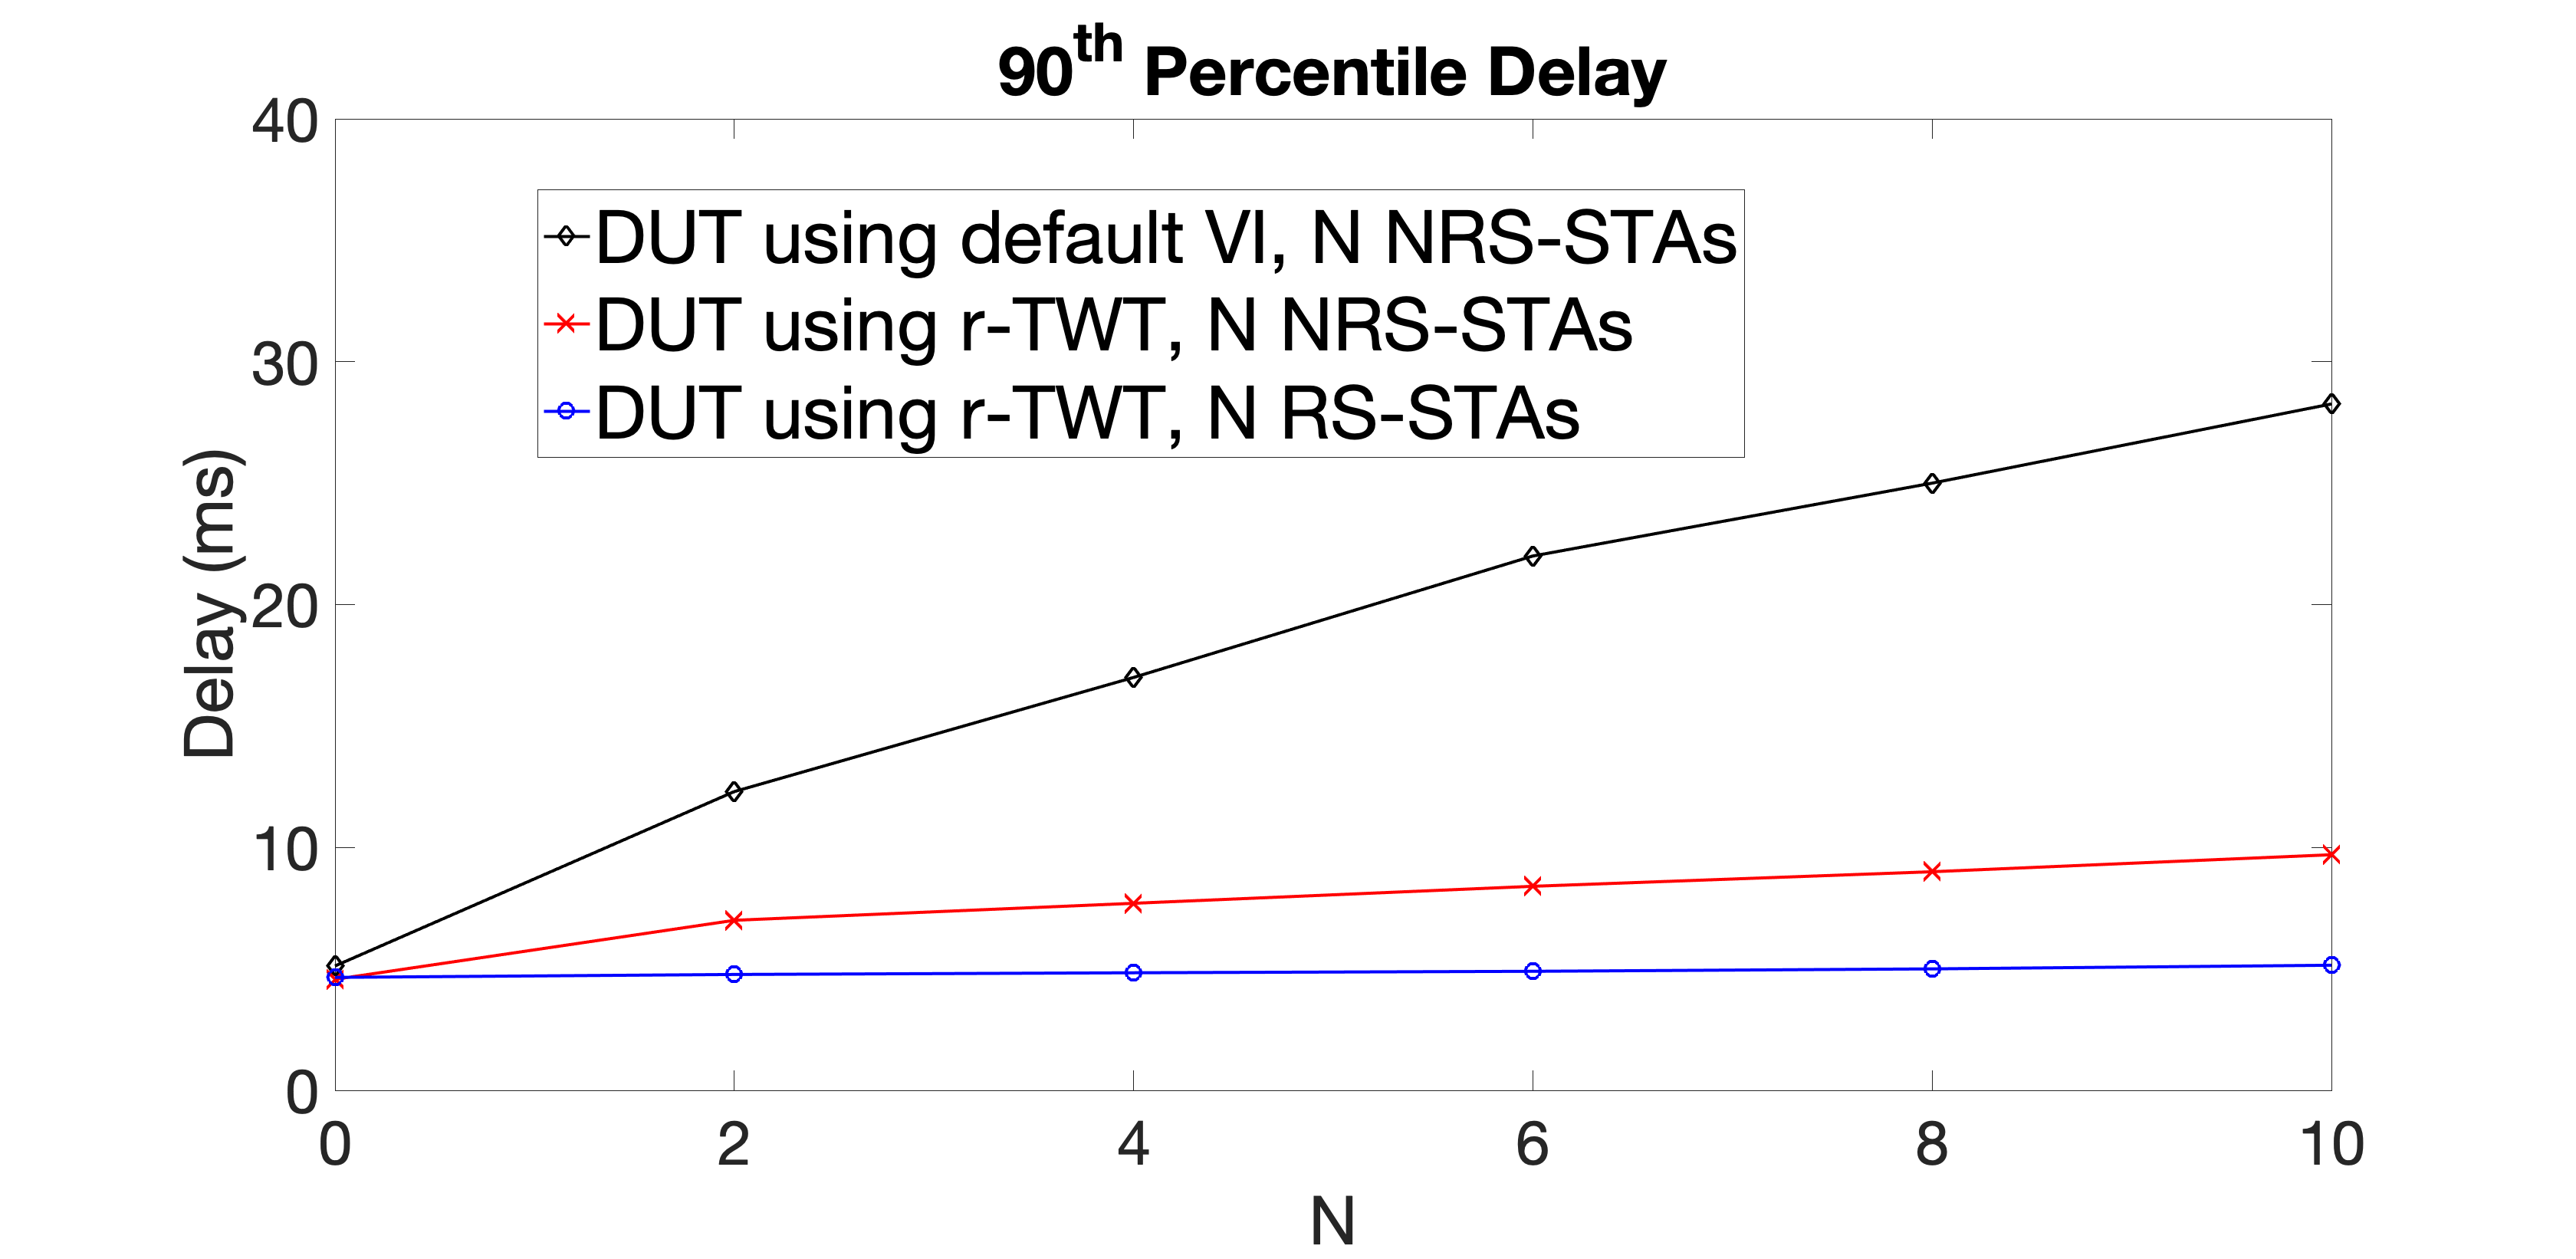 90th Percentile Delay
40
DUT using default VI, N NRS-STAs
DUT using r-TWT, N NRS-STAs
DUT using r-TWT, N RS-STAs
30
20
10
0
Delay (ms)
0 2 4 6 8 10
N